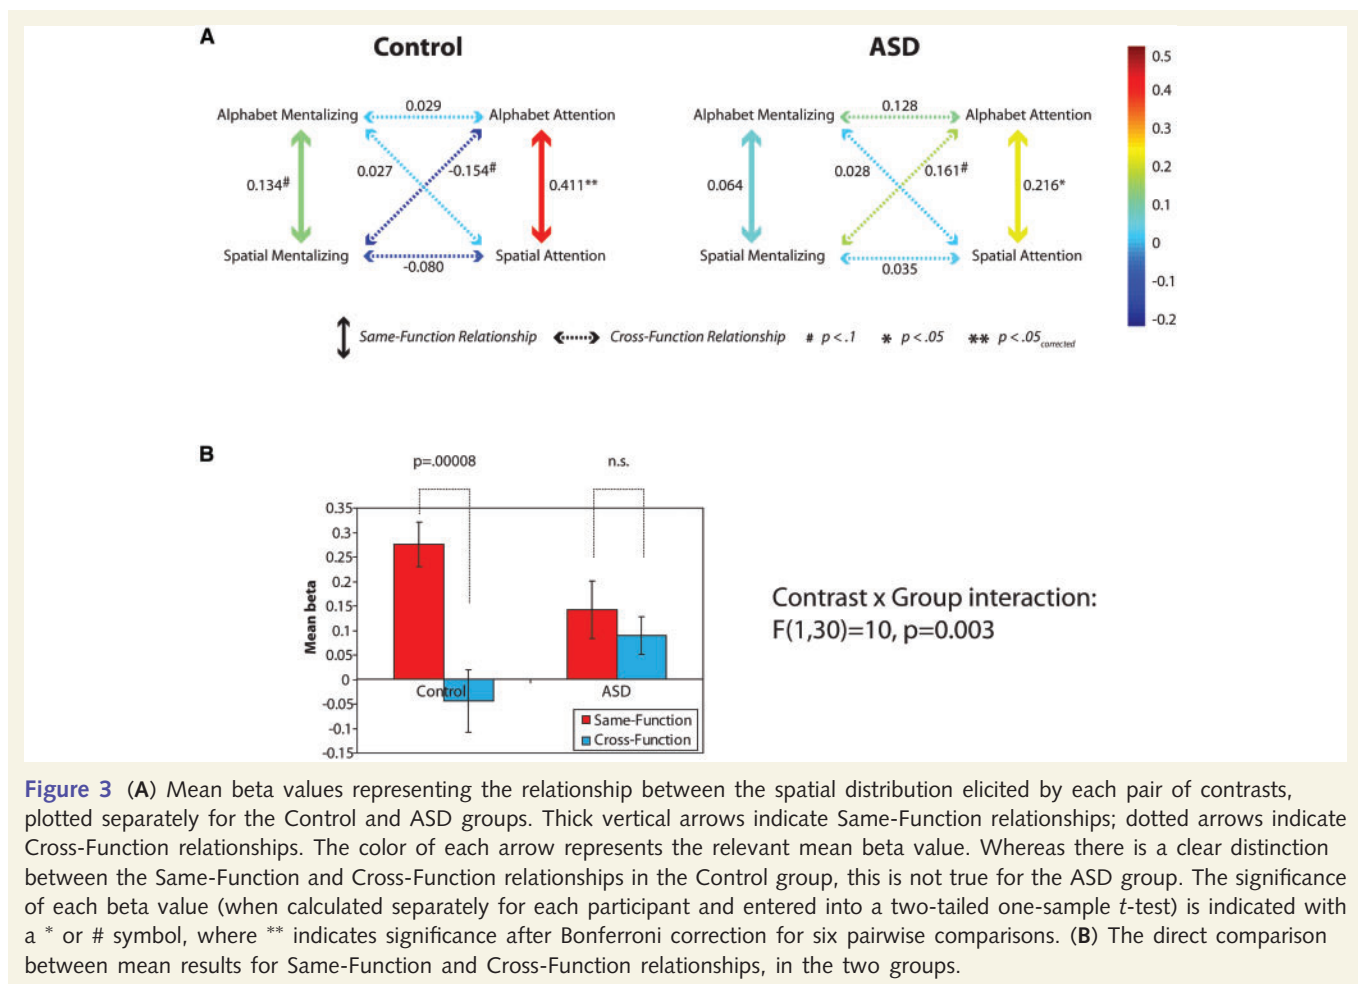 A
Control
ASD
Alphabet Mentalizing
0.029
Alphabet Attention
0.134#
0.027
-0.154#
0.411**
Spatial Mentalizing
-0.080
Spatial Attention
Alphabet Mentalizing
0.128
Alphabet Attention
0.064
0.028
0.161#
0.216*
Spatial Mentalizing
0.035
Spatial Attention
0.5
0.4
0.3
0.2
0.1
0
-0.1
-0.2
Same-Function Relationship Cross-Function Relationship # p < .1 * p < .05 ** p < .05corrected
B
p=.00008
n.s.
Mean beta
0.35
0.3
0.25
0.2
0.15
0.1
0.05
0
-0.05
-0.1
-0.15
Control
ASD
Same-Function
Cross-Function
Contrast x Group interaction:
F(1,30)=10, p=0.003
Figure 3 (A) Mean beta values representing the relationship between the spatial distribution elicited by each pair of contrasts,
plotted separately for the Control and ASD groups. Thick vertical arrows indicate Same-Function relationships; dotted arrows indicate
Cross-Function relationships. The color of each arrow represents the relevant mean beta value. Whereas there is a clear distinction
between the Same-Function and Cross-Function relationships in the Control group, this is not true for the ASD group. The significance
of each beta value (when calculated separately for each participant and entered into a two-tailed one-sample t-test) is indicated with
a * or # symbol, where ** indicates significance after Bonferroni correction for six pairwise comparisons. (B) The direct comparison
between mean results for Same-Function and Cross-Function relationships, in the two groups.